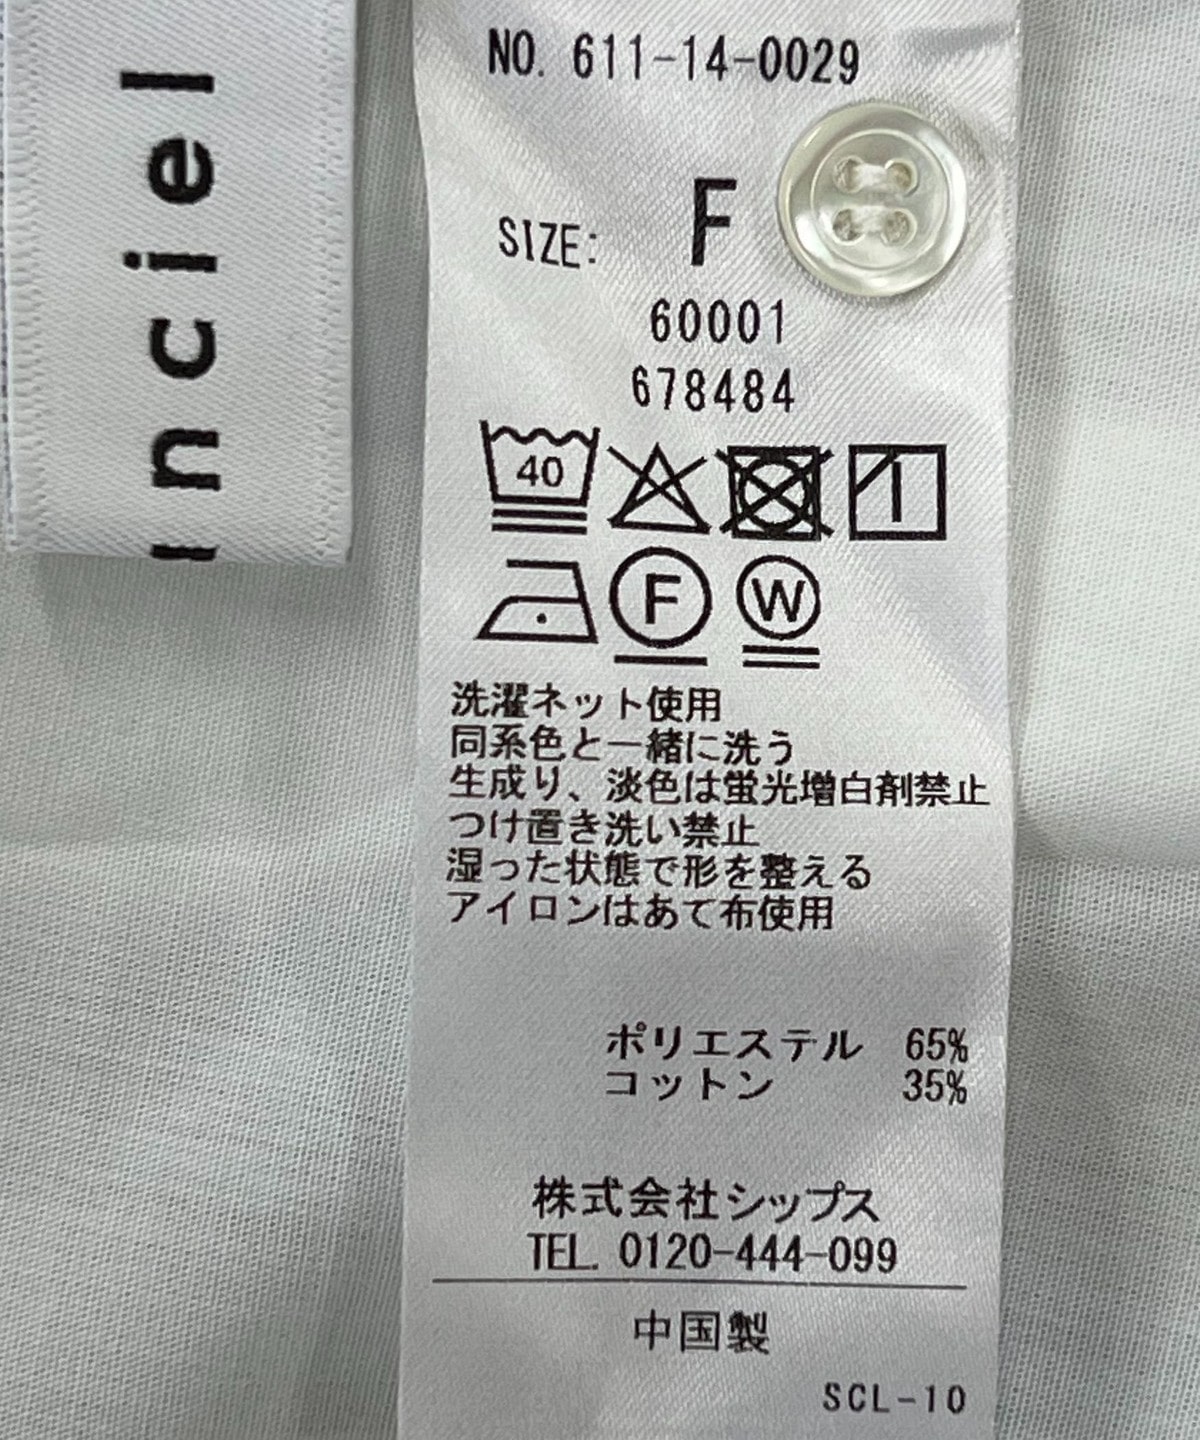 Inciel
NO. 611-14-0029
SIZE: F
60001
678484
40
F W
洗濯ネット使用
同系色と一緒に洗う
生成り、淡色は蛍光増白剤禁止
つけ置き洗い禁止
湿った状態で形を整える
アイロンはあて布使用
ポリエステル 65%
コットン 35%
株式会社シップス
TEL. 0120-444-099
中国製
SCL-10